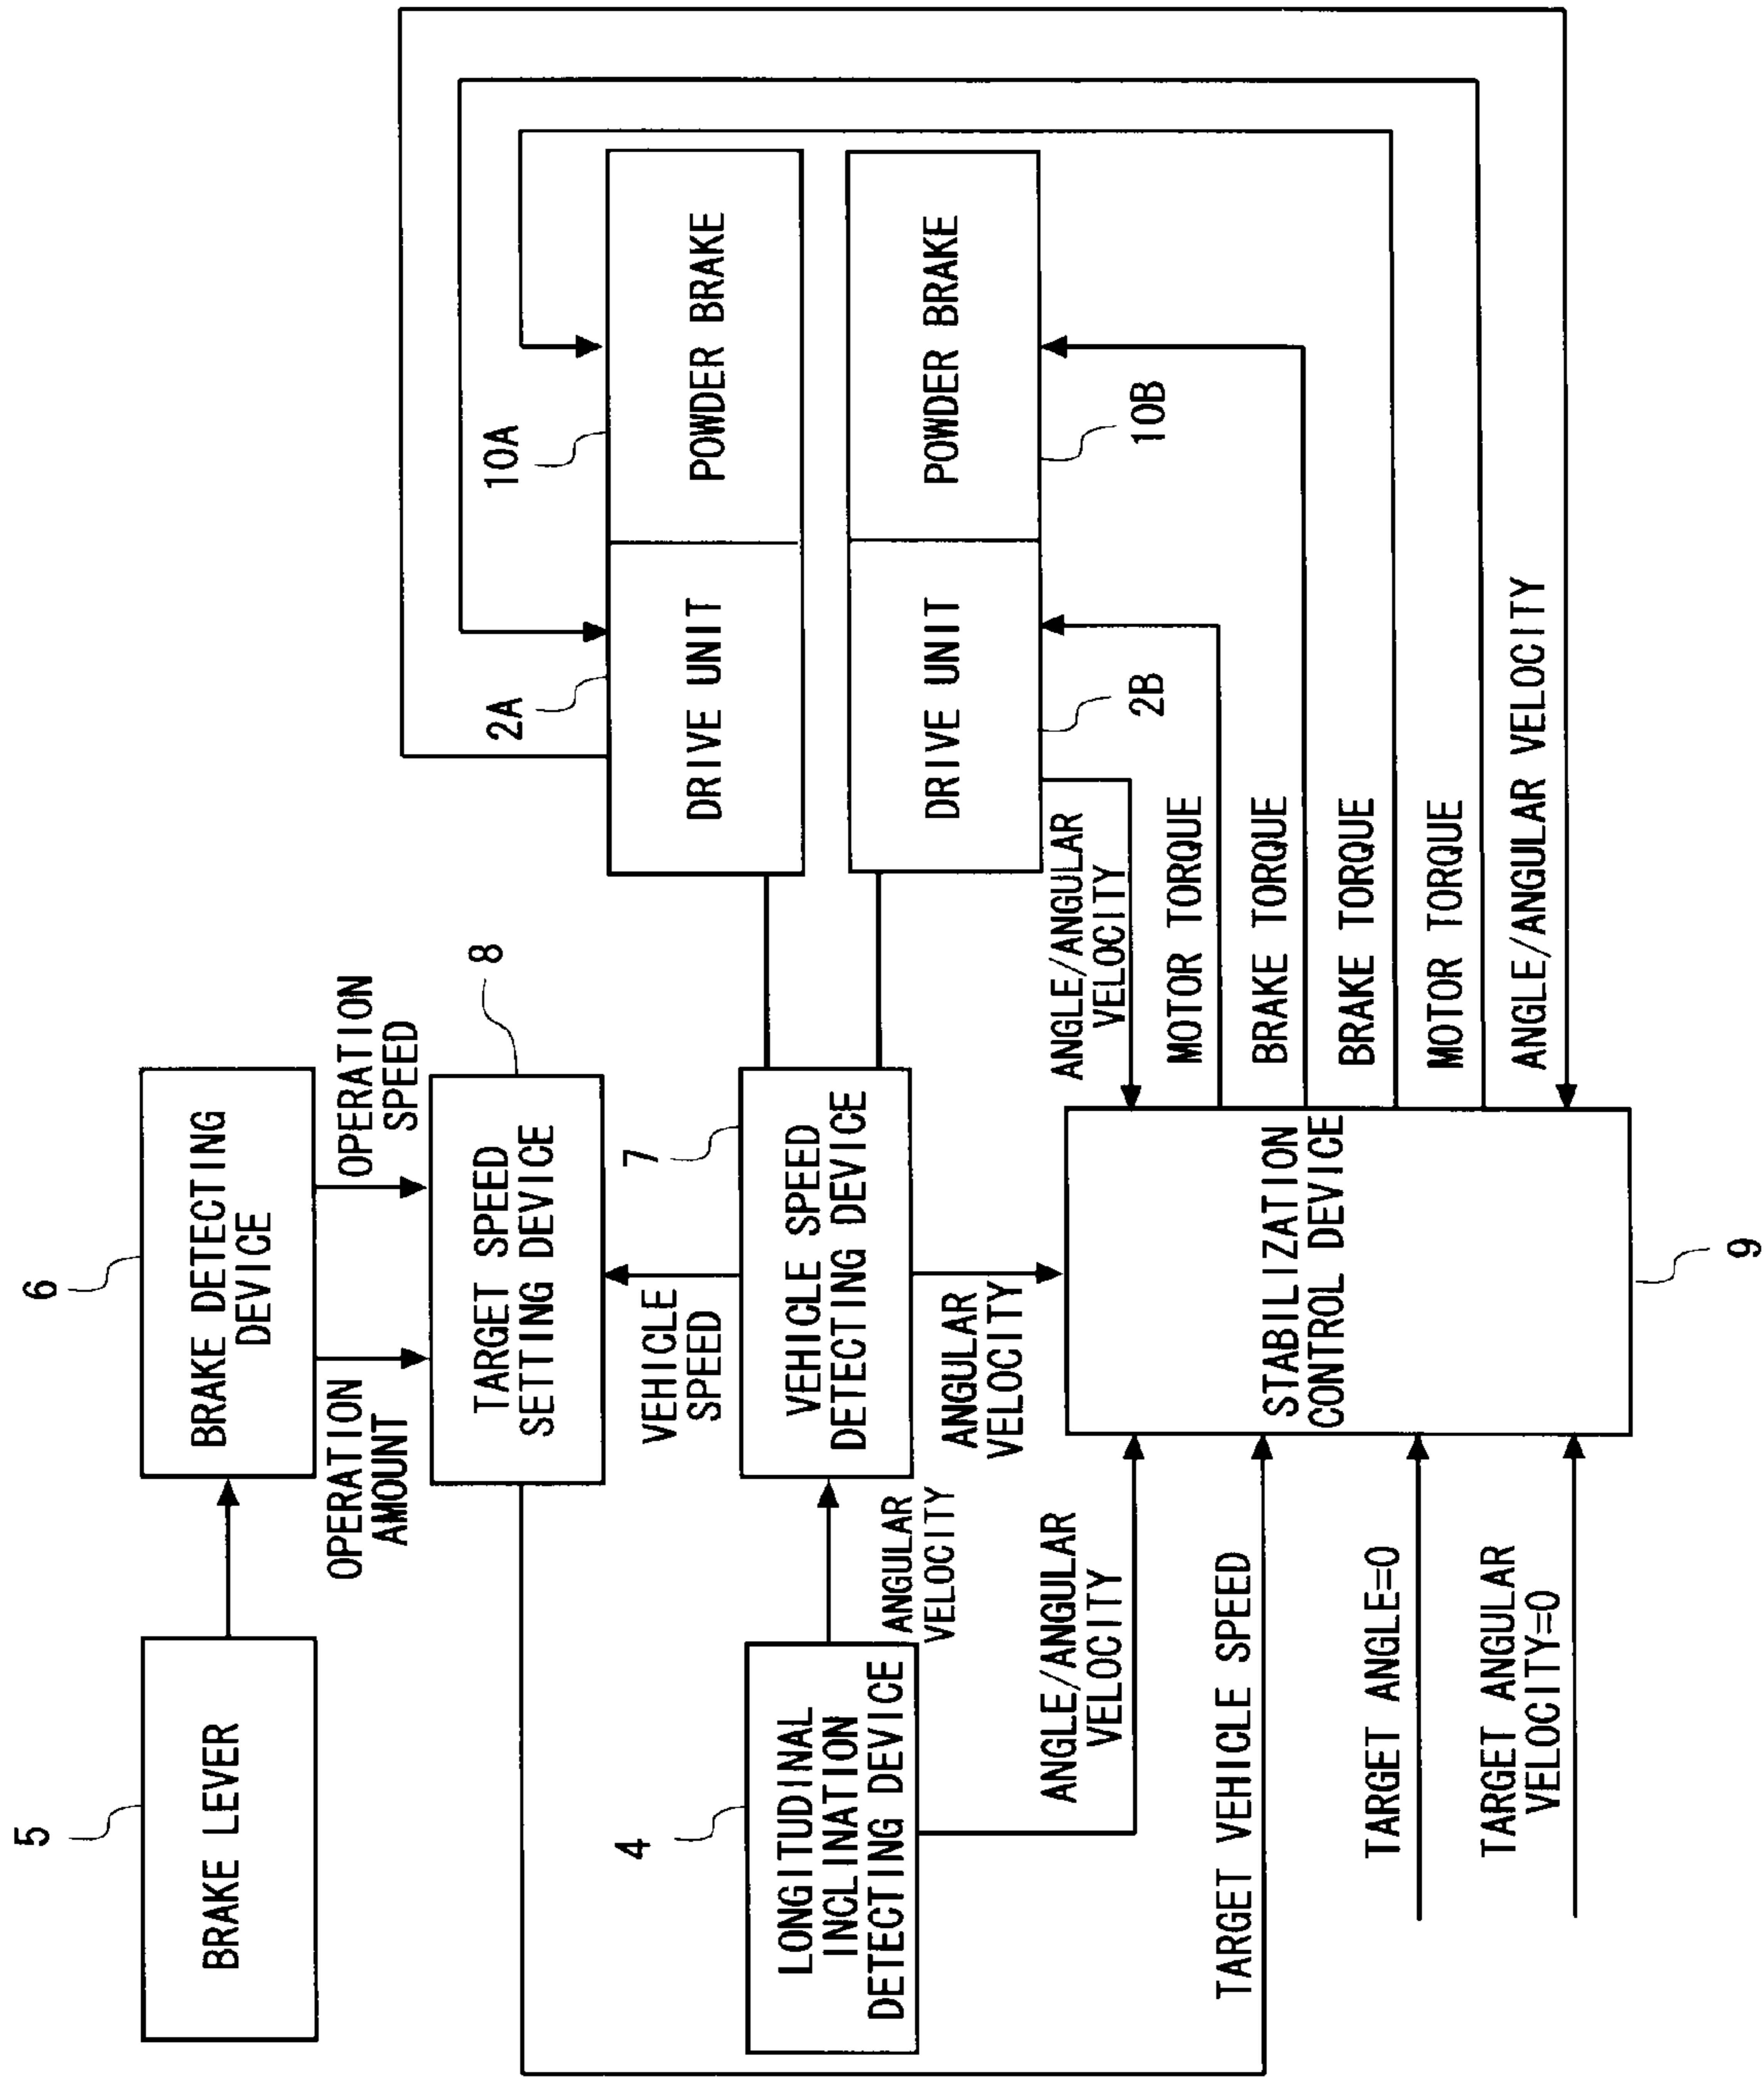 5
BRAKE LEVER
6
BRAKE DETECTING
DEVICE
OPERATION
AMOUNT
OPERATION
SPEED
8
TARGET SPEED
SETTING DEVICE
VEHICLE
SPEED
7
VEHICLE SPEED
DETECTING DEVICE
4
LONGITUDINAL
INCLINATION
DETECTING DEVICE
ANGULAR
VELOCITY
ANGULAR
VELOCITY
ANGLE/ANGULAR
VELOCITY
TARGET VEHICLE SPEED
TARGET ANGLE=0
TARGET ANGULAR
VELOCITY=0
STABILIZATION
CONTROL DEVICE
9
2A
DRIVE UNIT
10A
POWDER BRAKE
DRIVE UNIT
2B
POWDER BRAKE
10B
ANGLE/ANGULAR
VELOCITY
MOTOR TORQUE
BRAKE TORQUE
BRAKE TORQUE
MOTOR TORQUE
ANGLE/ANGULAR VELOCITY